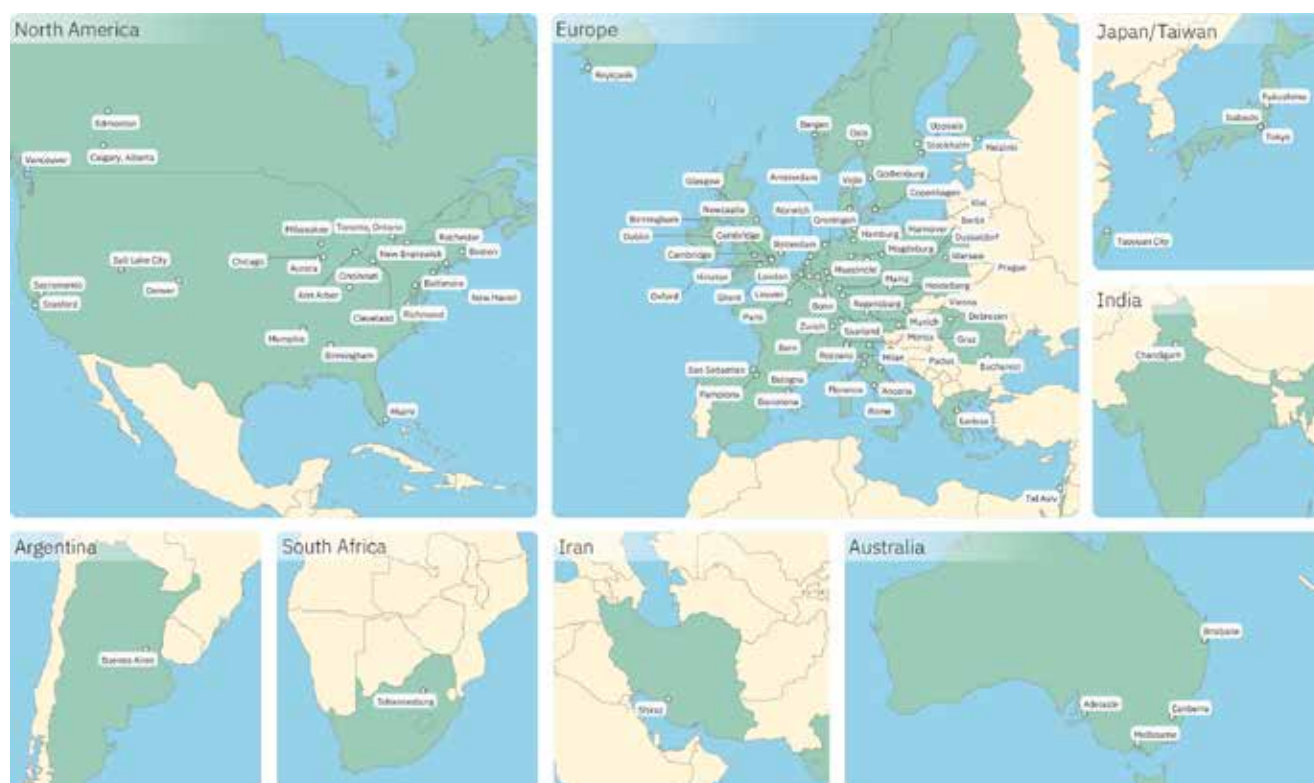 North America
Edmonton
Calgary, Alberta
Vancouver
Milwaukee
Toronto, Ontario
Rochester
Chicago
New Brunswick
Boston
Aurora
Cincinnati
Salt Lake City
Ann Arbor
Baltimore
Denver
New Haven
Sacramento
Stanford
Cleveland
Richmond
Memphis
Birmingham
Miami
Europe
Reykjavik
Bergen
Oslo
Uppsala
Stockholm
Helsinki
Amsterdam
Vejle
Gothenburg
Glasgow
Copenhagen
Newcastle
Norwich
Groningen
Kiel
Birmingham
Berlin
Dublin
Cambridge
Hamburg
Hannover
Dusseldorf
Cambridge
Rotterdam
Magdeburg
Warsaw
Hinxton
London
Muenster
Prague
Oxford
Ghent
Leuven
Mainz
Heidelberg
Paris
Bonn
Regensburg
Vienna
Zurich
Saarland
Munich
Debrecen
Bern
Monza
Graz
Rozzano
Milan
Padua
Bucharest
San Sebastian
Bologna
Pamplona
Barcelona
Florence
Ancona
Rome
Tel Aviv
Japan/Taiwan
Fukushima
Tokyo
Taoyuan City
India
Chandigarh
Argentina
Buenos Aires
South Africa
Johannesburg
Iran
Shiraz
Australia
Brisbane
Adelaide
Canberra
Melbourne